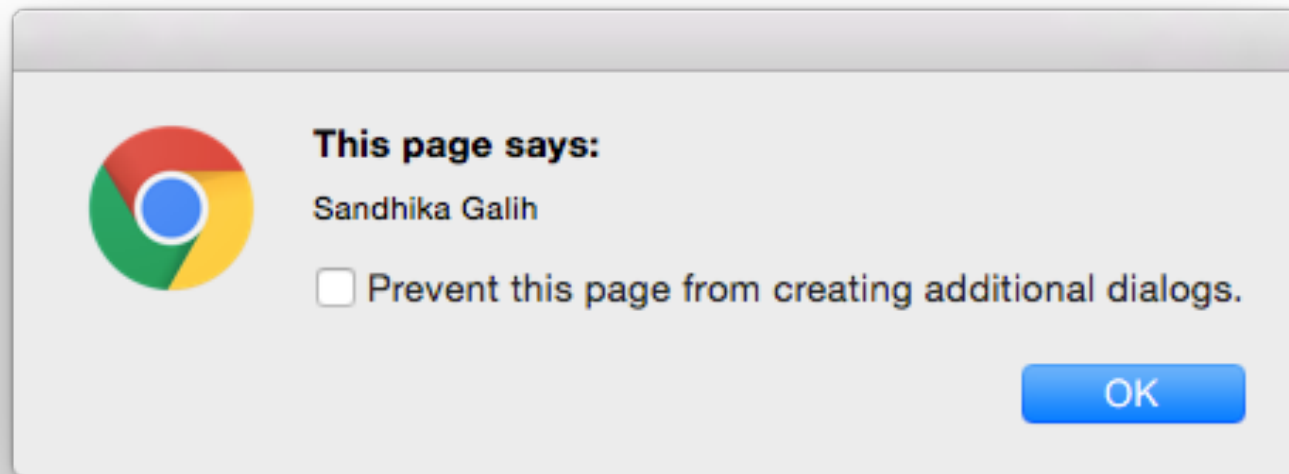 This page says:
Sandhika Galih
Prevent this page from creating additional dialogs.
OK